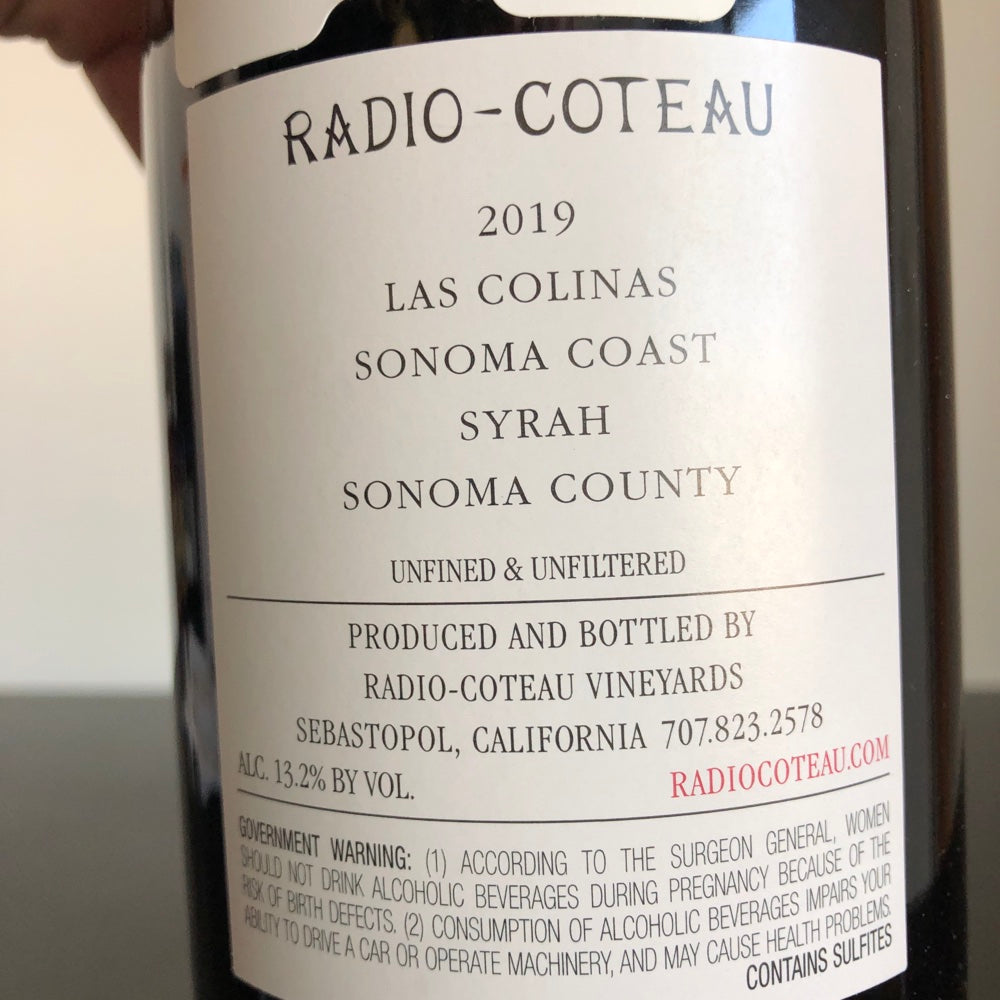 RADIO-COTEAU
2019
LAS COLINAS
SONOMA COAST
SYRAH
SONOMA COUNTY
UNFINED & UNFILTERED
PRODUCED AND BOTTLED BY
RADIO-COTEAU VINEYARDS
SEBASTOPOL, CALIFORNIA 707.823.2578
ALC. 13.2% BY VOL. RADIOCOTEAU.COM
GOVERNMENT WARNING: (1) ACCORDING TO THE SURGEON GENERAL, WOMEN
SHOULD NOT DRINK ALCOHOLIC BEVERAGES DURING PREGNANCY BECAUSE OF THE
RISK OF BIRTH DEFECTS. (2) CONSUMPTION OF ALCOHOLIC BEVERAGES IMPAIRS YOUR
ABILITY TO DRIVE A CAR OR OPERATE MACHINERY, AND MAY CAUSE HEALTH PROBLEMS.
CONTAINS SULFITES